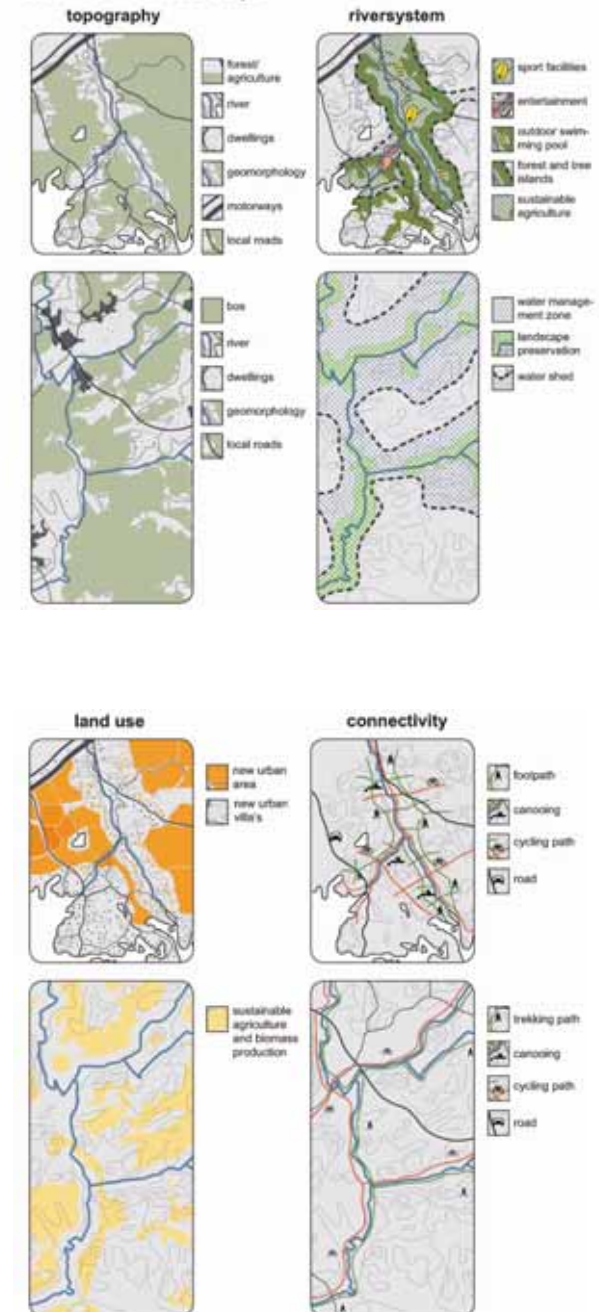 topography
forest/
agriculture
river
dwellings
geomorphology
motorways
local roads
riversystem
sport facilities
entertainment
outdoor swim-
ming pool
forest and tree
islands
sustainable
agriculture
bos
river
dwellings
geomorphology
local roads
water manage-
ment zone
landscape
preservation
water shed
land use
new urban
area
new urban
villa's
connectivity
footpath
canooing
cycling path
road
sustainable
agriculture
and biomass
production
trekking path
canooing
cycling path
road